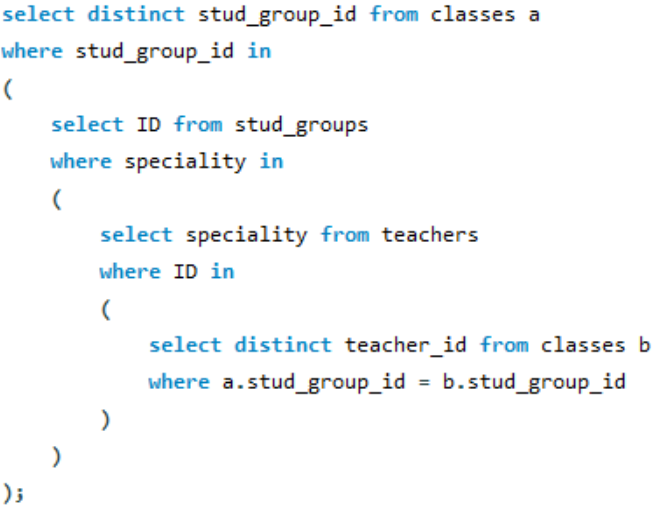 select distinct stud_group_id from classes a
where stud_group_id in
(
    select ID from stud_groups
    where speciality in
    (
        select speciality from teachers
        where ID in
        (
            select distinct teacher_id from classes b
            where a.stud_group_id = b.stud_group_id
        )
    )
);